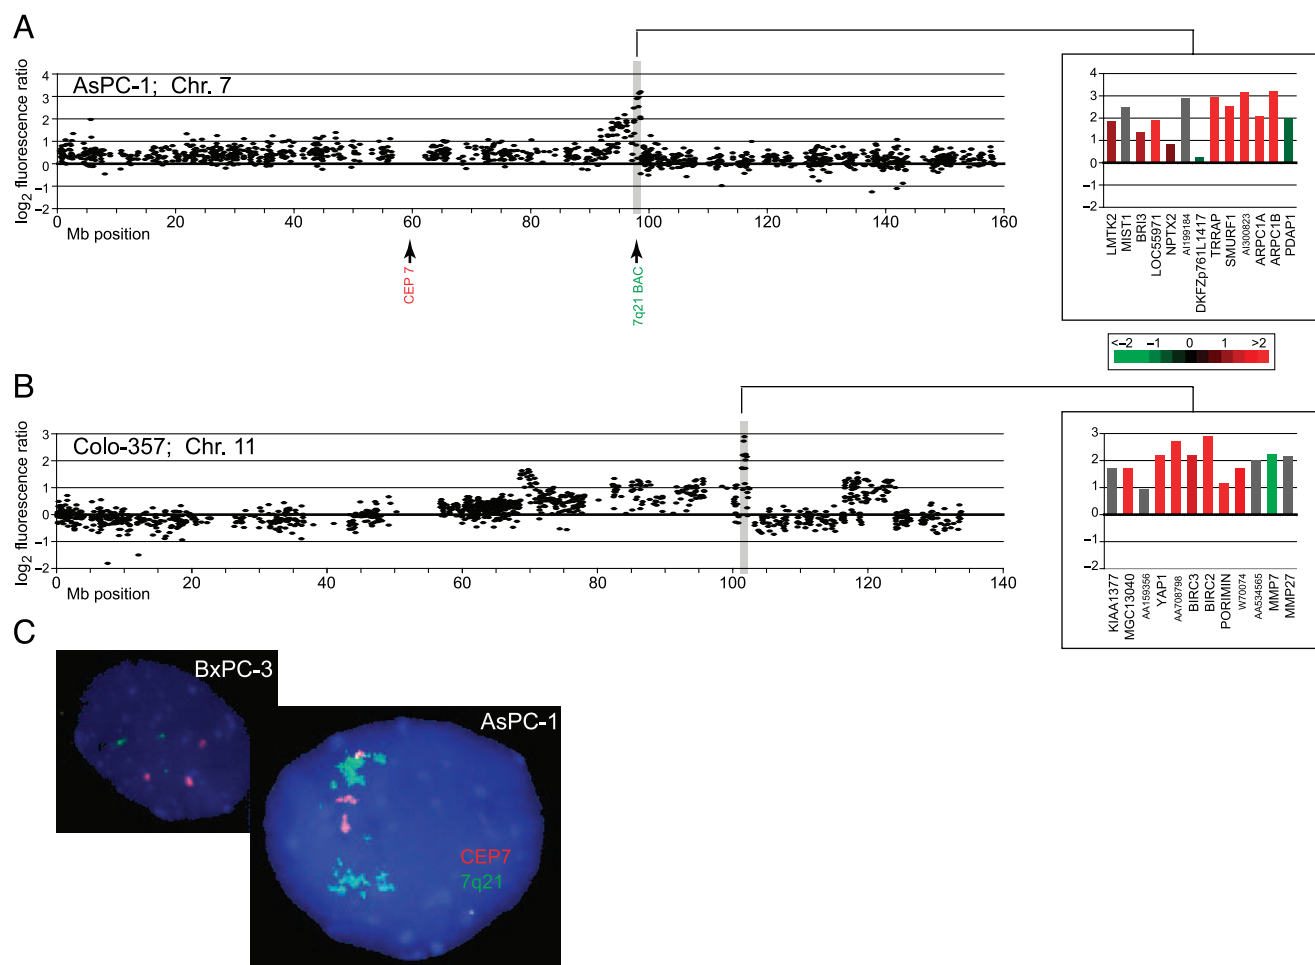 A
AsPC-1; Chr. 7
log2 fluorescence ratio
4
3
2
1
0
−1
−2
0 20 40 60 80 100 120 140 160
Mb position
CEP 7
7q21 BAC
4
3
2
1
0
−1
−2
LMTK2
MIST1
BRI3
LOC55971
NPTX2
AI199184
DKFZp761L1417
TRRAP
SMURF1
AI300823
ARPC1A
ARPC1B
PDAP1
<−2 −1 0 1 >2
B
Colo-357; Chr. 11
log2 fluorescence ratio
3
2
1
0
−1
−2
0 20 40 60 80 100 120 140
Mb position
3
2
1
0
−1
−2
KIAA1377
MGC13040
AA159356
YAP1
AA708798
BIRC3
BIRC2
PORIMIN
W70074
AA534565
MMP7
MMP27
C
BxPC-3
AsPC-1
CEP7
7q21